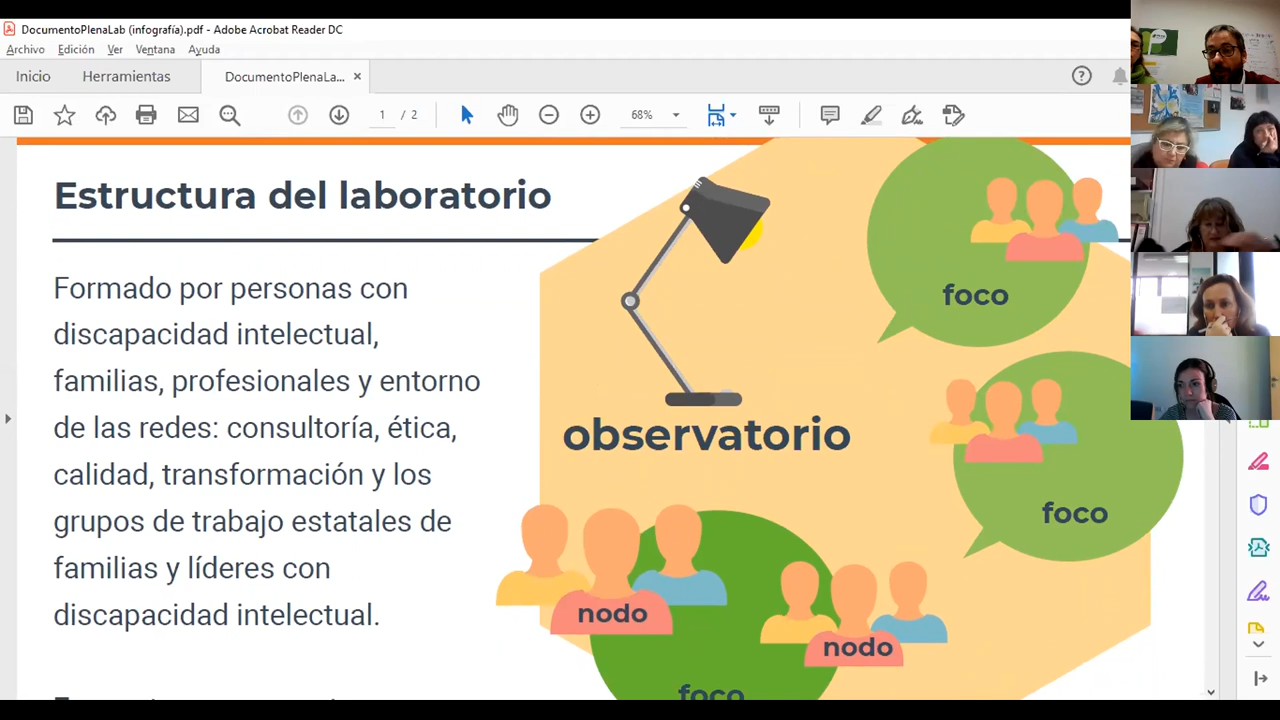 DocumentoPlenaLab (infografía).pdf - Adobe Acrobat Reader DC
Archivo Edición Ver Ventana Ayuda
Inicio Herramientas DocumentoPlenaLa... ×
1 / 2 68%
Estructura del laboratorio
Formado por personas con
discapacidad intelectual,
familias, profesionales y entorno
de las redes: consultoría, ética,
calidad, transformación y los
grupos de trabajo estatales de
familias y líderes con
discapacidad intelectual.
foco
observatorio
foco
nodo
nodo
foco